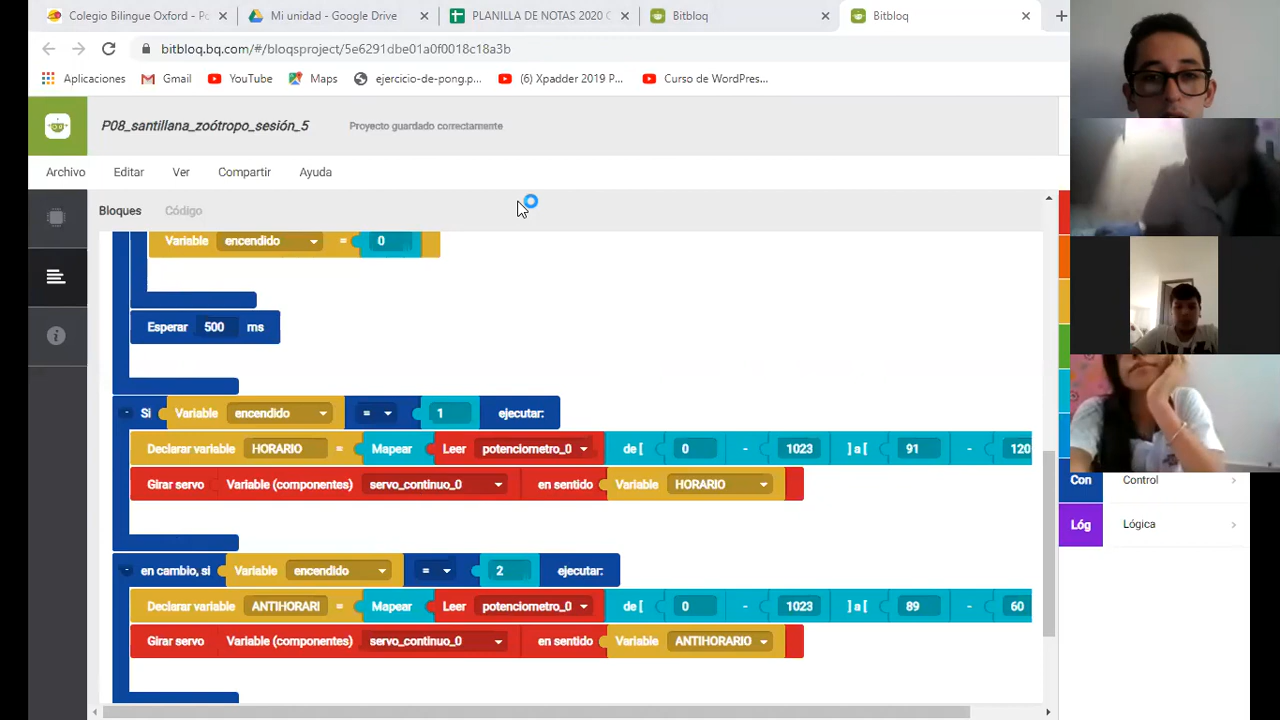 Colegio Bilingue Oxford - Po
Mi unidad - Google Drive
PLANILLA DE NOTAS 2020 C
Bitbloq
Bitbloq
bitbloq.bq.com/#/bloqsproject/5e6291dbe01a0f0018c18a3b
Aplicaciones
Gmail
YouTube
Maps
ejercicio-de-pong.p...
(6) Xpadder 2019 P...
Curso de WordPres...
P08_santillana_zoótropo_sesión_5
Proyecto guardado correctamente
Archivo
Editar
Ver
Compartir
Ayuda
Bloques
Código
Variable encendido = 0
Esperar 500 ms
Si Variable encendido = 1 ejecutar:
Declarar variable HORARIO = Mapear Leer potenciometro_0 de [ 0 - 1023 ] a [ 91 - 120
Girar servo Variable (componentes) servo_continuo_0 en sentido Variable HORARIO
en cambio, si Variable encendido = 2 ejecutar:
Declarar variable ANTIHORARI = Mapear Leer potenciometro_0 de [ 0 - 1023 ] a [ 89 - 60
Girar servo Variable (componentes) servo_continuo_0 en sentido Variable ANTIHORARIO
Con Control
Lóg Lógica